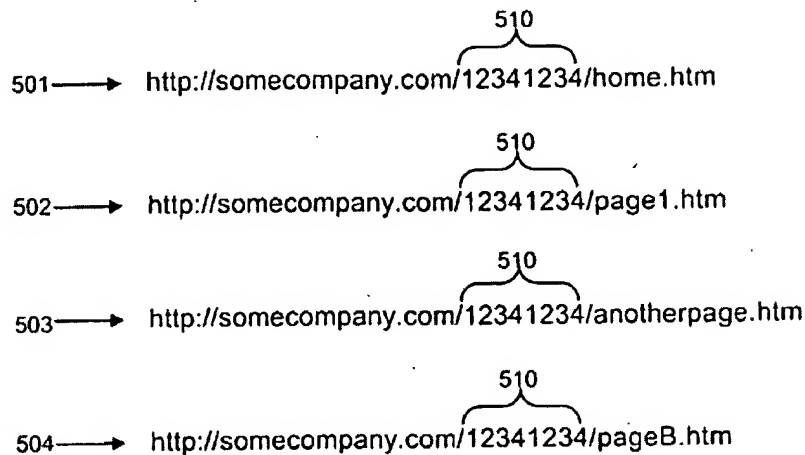 510
501 http://somecompany.com/12341234/home.htm
510
502 http://somecompany.com/12341234/page1.htm
510
503 http://somecompany.com/12341234/anotherpage.htm
510
504 http://somecompany.com/12341234/pageB.htm